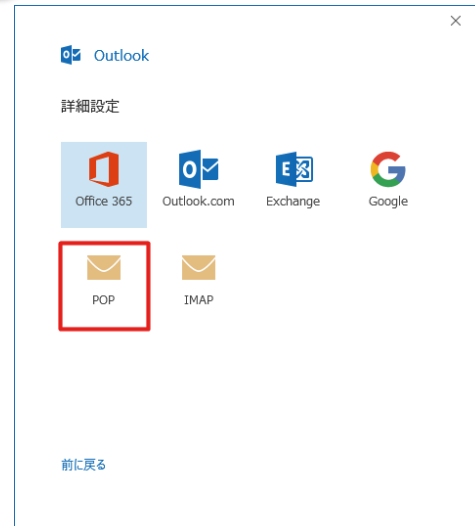 Outlook
詳細設定
Office 365 Outlook.com Exchange Google
POP IMAP
前に戻る